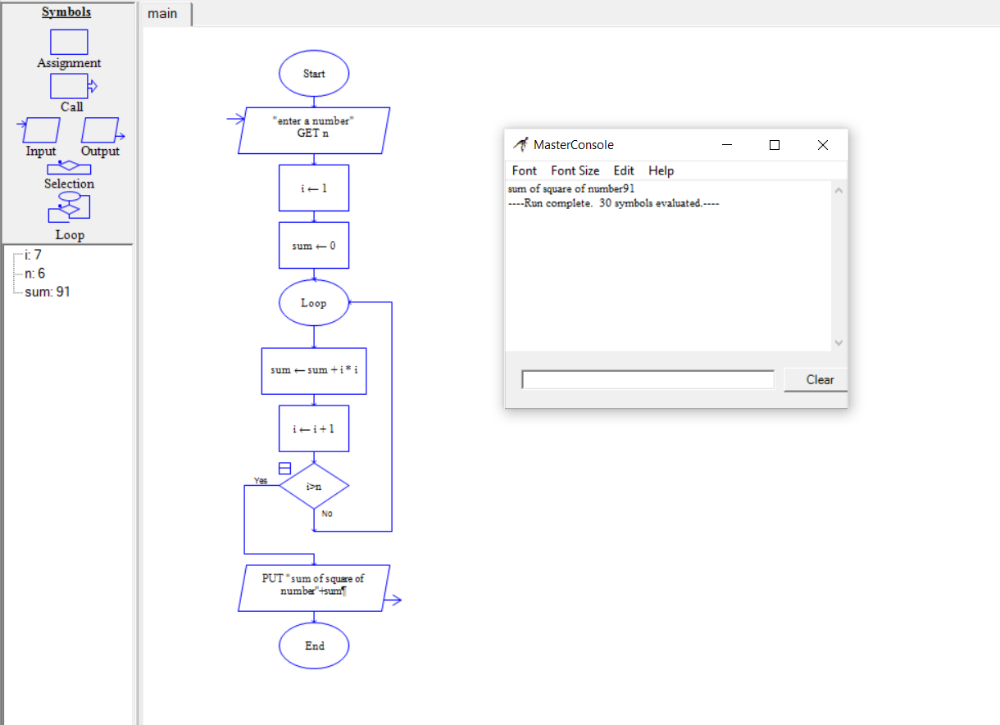 Symbols
Assignment
Call
Input
Output
Selection
Loop
i: 7
n: 6
sum: 91
main
Start
"enter a number"
GET n
i ← 1
sum ← 0
Loop
sum ← sum + i * i
i ← i + 1
i>n
Yes
No
PUT "sum of square of
number"+sum¶
End
MasterConsole
Font Font Size Edit Help
sum of square of number91
----Run complete.  30 symbols evaluated.----
Clear